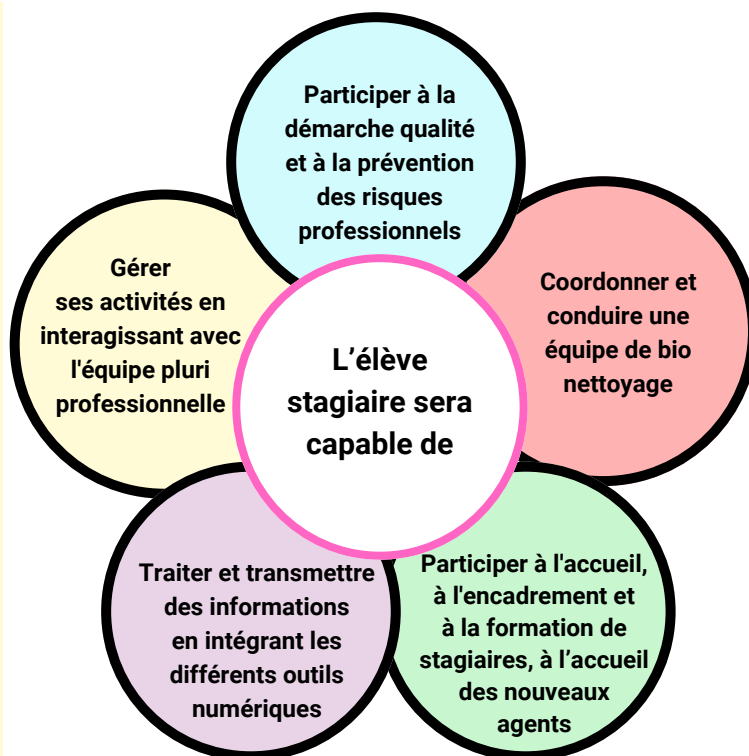 Participer à la
démarche qualité
et à la prévention
des risques
professionnels
Gérer
ses activités en
interagissant avec
l'équipe pluri
professionnelle
Coordonner et
conduire une
équipe de bio
nettoyage
L’élève
stagiaire sera
capable de
Traiter et transmettre
des informations
en intégrant les
différents outils
numériques
Participer à l'accueil,
à l'encadrement et
à la formation de
stagiaires, à l’accueil
des nouveaux
agents